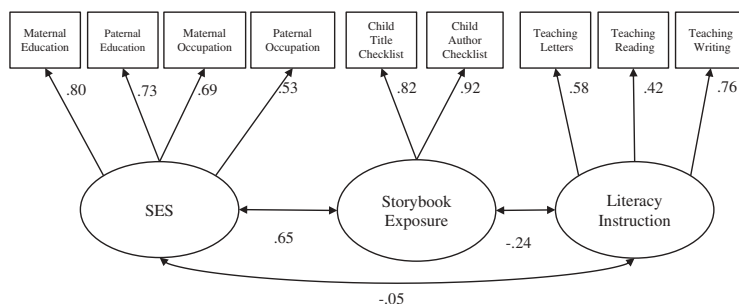 Maternal
Education
Paternal
Education
Maternal
Occupation
Paternal
Occupation
Child
Title
Checklist
Child
Author
Checklist
Teaching
Letters
Teaching
Reading
Teaching
Writing
.80
.73
.69
.53
.82
.92
.58
.42
.76
SES
Storybook
Exposure
Literacy
Instruction
.65
-.24
-.05